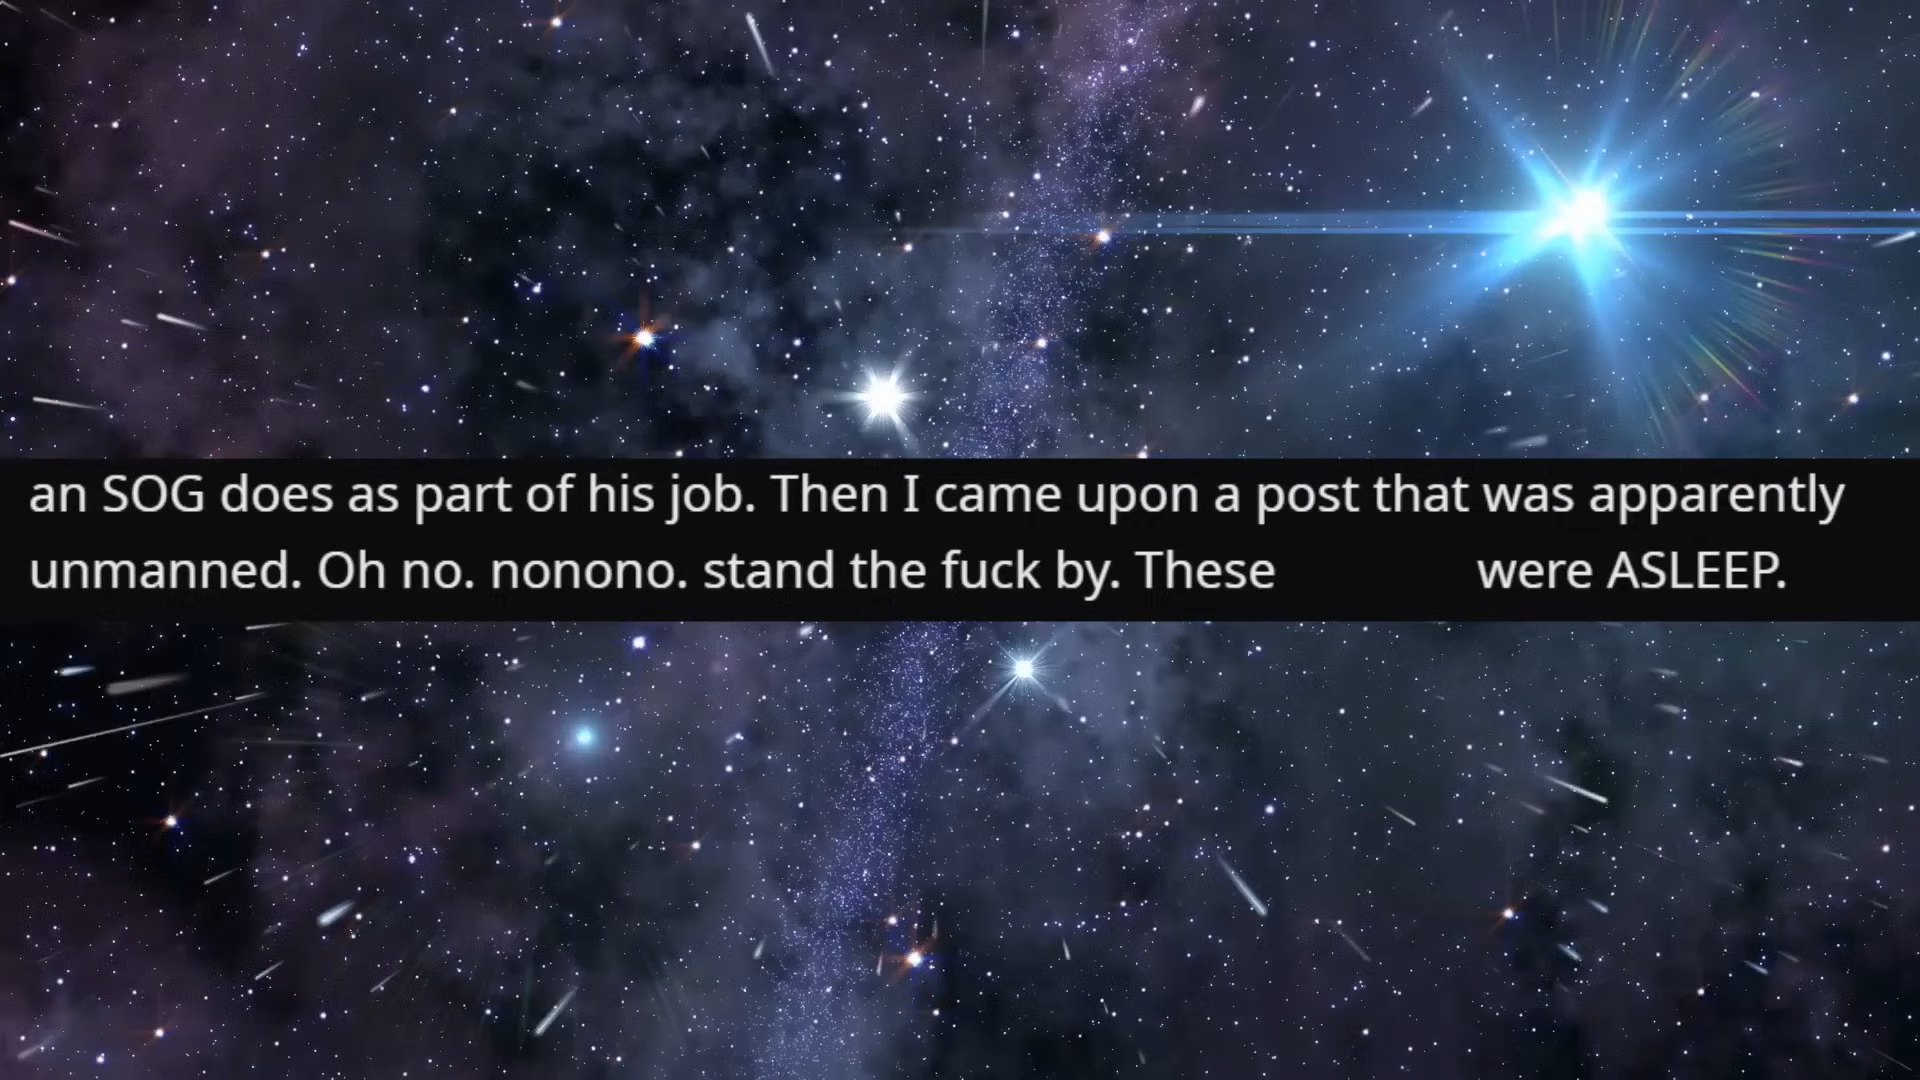 an SOG does as part of his job. Then I came upon a post that was apparently
unmanned. Oh no. nonono. stand the fuck by. These were ASLEEP.